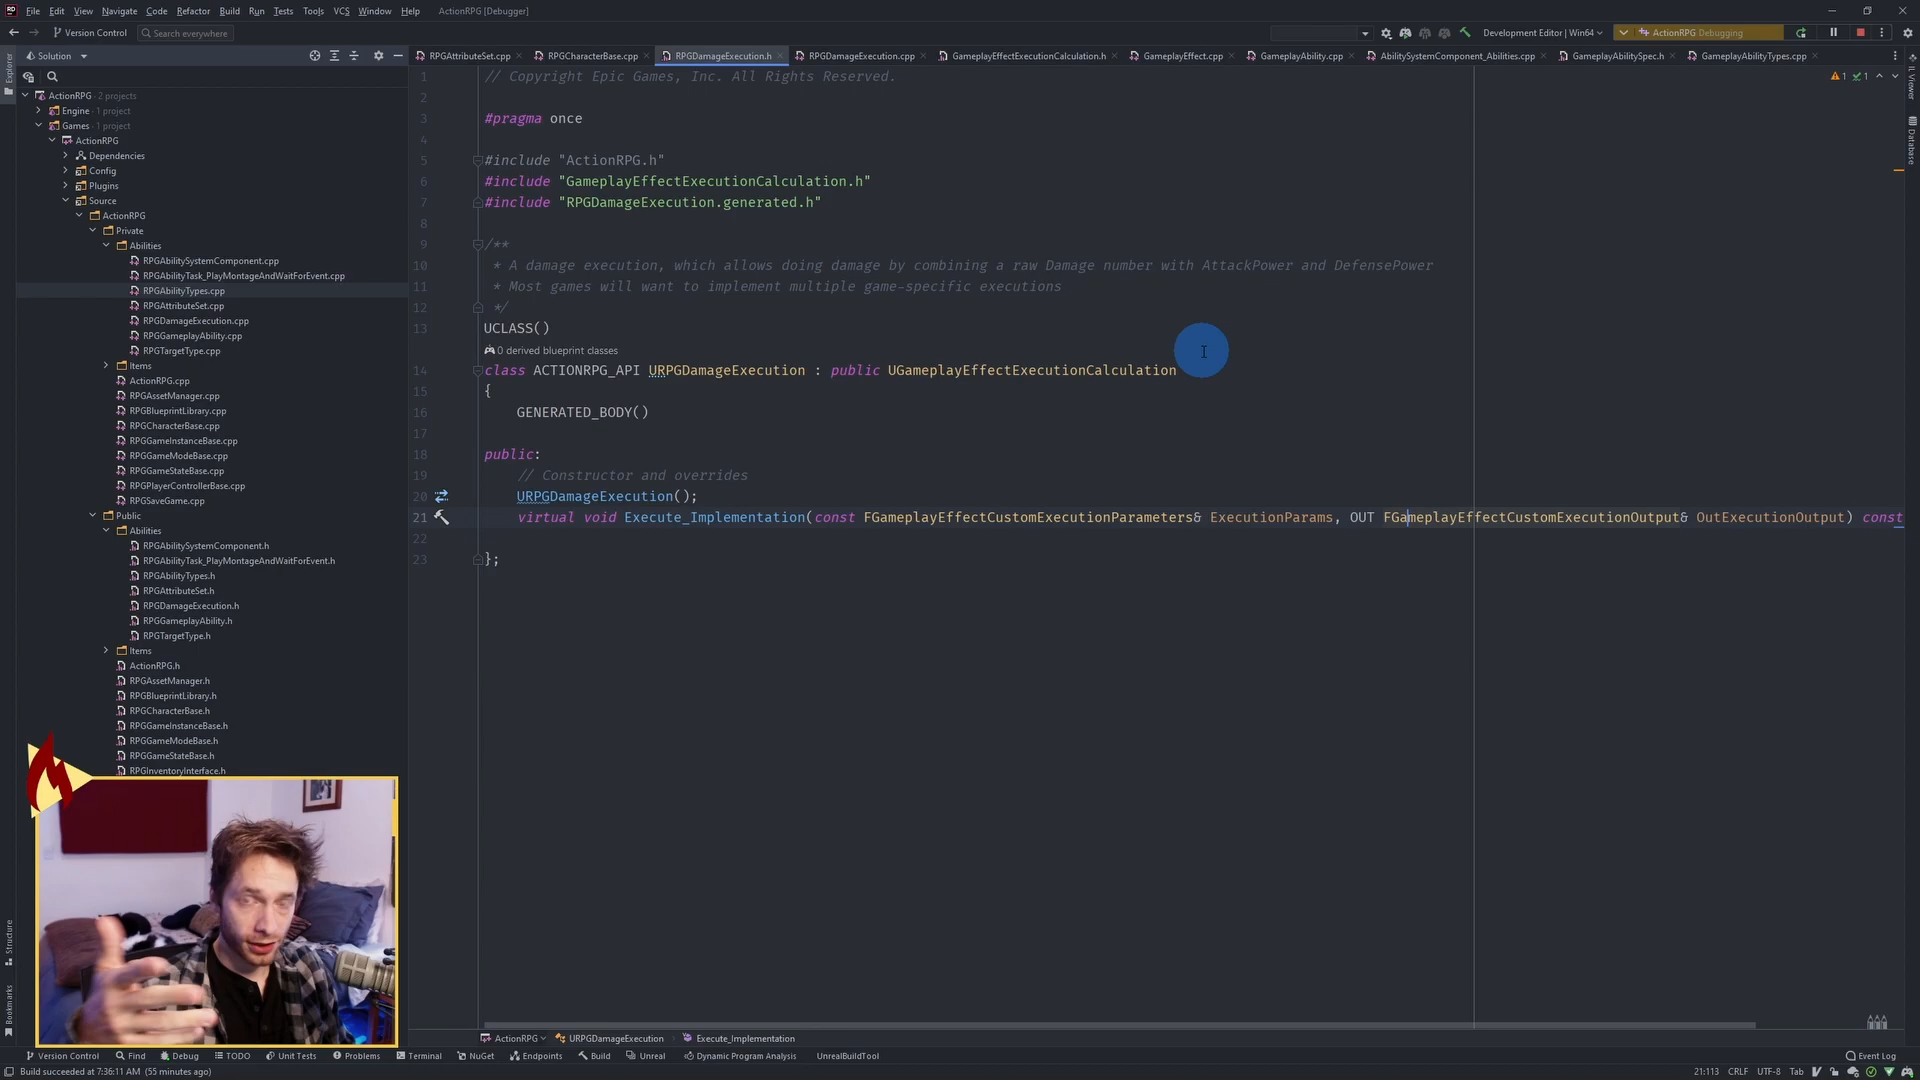 File Edit View Navigate Code Refactor Build Run Tests Tools VCS Window Help ActionRPG [Debugger]
Version Control Search everywhere Development Editor | Win64 ActionRPG Debugging
Solution
RPGAttributeSet.cpp RPGCharacterBase.cpp RPGDamageExecution.h RPGDamageExecution.cpp GameplayEffectExecutionCalculation.h GameplayEffect.cpp GameplayAbility.cpp AbilitySystemComponent_Abilities.cpp GameplayAbilitySpec.h GameplayAbilityTypes.cpp
Explorer
IL Viewer
Database
ActionRPG · 2 projects
Engine · 1 project
Games · 1 project
ActionRPG
Dependencies
Config
Plugins
Source
ActionRPG
Private
Abilities
RPGAbilitySystemComponent.cpp
RPGAbilityTask_PlayMontageAndWaitForEvent.cpp
RPGAbilityTypes.cpp
RPGAttributeSet.cpp
RPGDamageExecution.cpp
RPGGameplayAbility.cpp
RPGTargetType.cpp
Items
ActionRPG.cpp
RPGAssetManager.cpp
RPGBlueprintLibrary.cpp
RPGCharacterBase.cpp
RPGGameInstanceBase.cpp
RPGGameModeBase.cpp
RPGGameStateBase.cpp
RPGPlayerControllerBase.cpp
RPGSaveGame.cpp
Public
Abilities
RPGAbilitySystemComponent.h
RPGAbilityTask_PlayMontageAndWaitForEvent.h
RPGAbilityTypes.h
RPGAttributeSet.h
RPGDamageExecution.h
RPGGameplayAbility.h
RPGTargetType.h
Items
ActionRPG.h
RPGAssetManager.h
RPGBlueprintLibrary.h
RPGCharacterBase.h
RPGGameInstanceBase.h
RPGGameModeBase.h
RPGGameStateBase.h
RPGInventoryInterface.h
1 // Copyright Epic Games, Inc. All Rights Reserved. 1 1
2
3 #pragma once
4
5 #include "ActionRPG.h"
6 #include "GameplayEffectExecutionCalculation.h"
7 #include "RPGDamageExecution.generated.h"
8
9 /**
10 * A damage execution, which allows doing damage by combining a raw Damage number with AttackPower and DefensePower
11 * Most games will want to implement multiple game-specific executions
12 */
13 UCLASS()
0 derived blueprint classes
14 class ACTIONRPG_API URPGDamageExecution : public UGameplayEffectExecutionCalculation
15 {
16 GENERATED_BODY()
17
18 public:
19 // Constructor and overrides
20 URPGDamageExecution();
21 virtual void Execute_Implementation(const FGameplayEffectCustomExecutionParameters& ExecutionParams, OUT FGameplayEffectCustomExecutionOutput& OutExecutionOutput) const
22
23 };
Structure
Bookmarks
ActionRPG URPGDamageExecution Execute_Implementation
Version Control Find Debug TODO Unit Tests Problems Terminal NuGet Endpoints Build Unreal Dynamic Program Analysis UnrealBuildTool Event Log
Build succeeded at 7:36:11 AM (55 minutes ago) 21:113 CRLF UTF-8 Tab